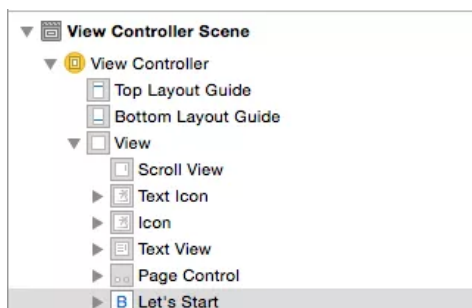 View Controller Scene
View Controller
Top Layout Guide
Bottom Layout Guide
View
Scroll View
Text Icon
Icon
Text View
Page Control
B Let's Start